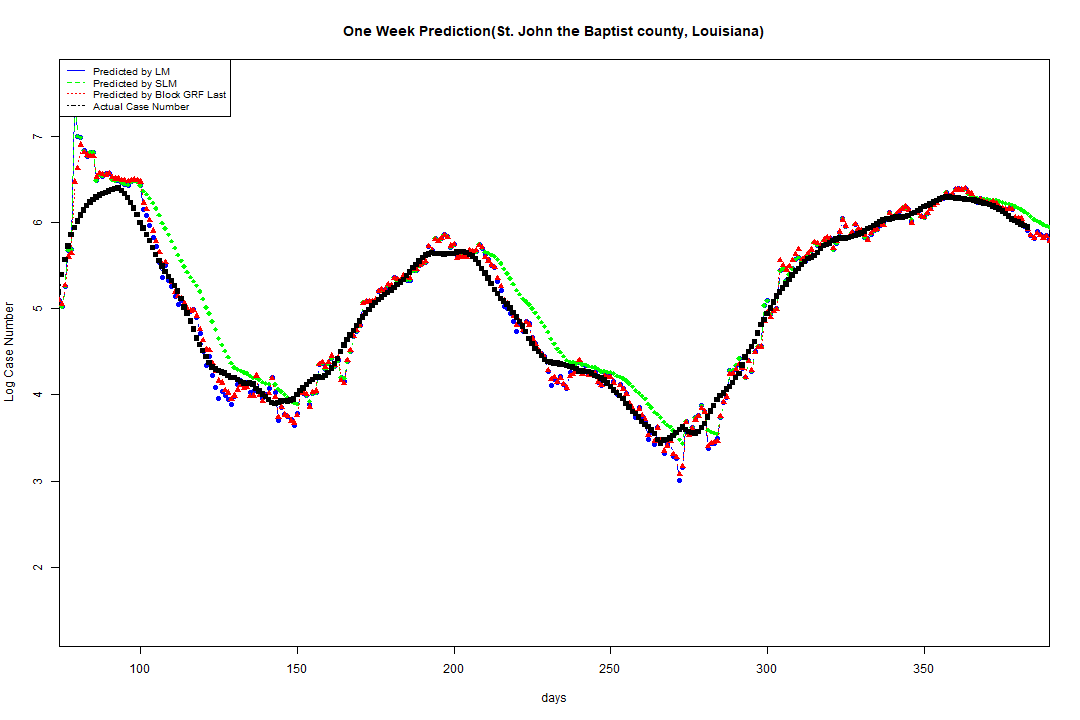 One Week Prediction(St. John the Baptist county, Louisiana)
Predicted by LM
Predicted by SLM
Predicted by Block GRF Last
Actual Case Number
Log Case Number
7
6
5
4
3
2
100 150 200 250 300 350
days